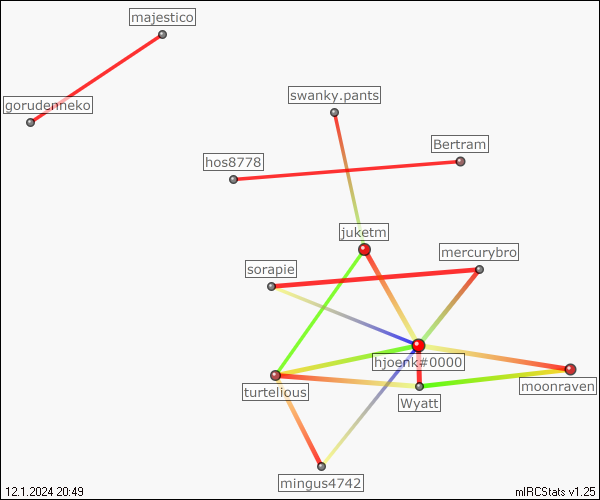 majestico
gorudenneko
swanky.pants
Bertram
hos8778
juketm
mercurybro
sorapie
hjoenk#0000
turtelious
moonraven
Wyatt
mingus4742
12.1.2024 20:49
mIRCStats v1.25